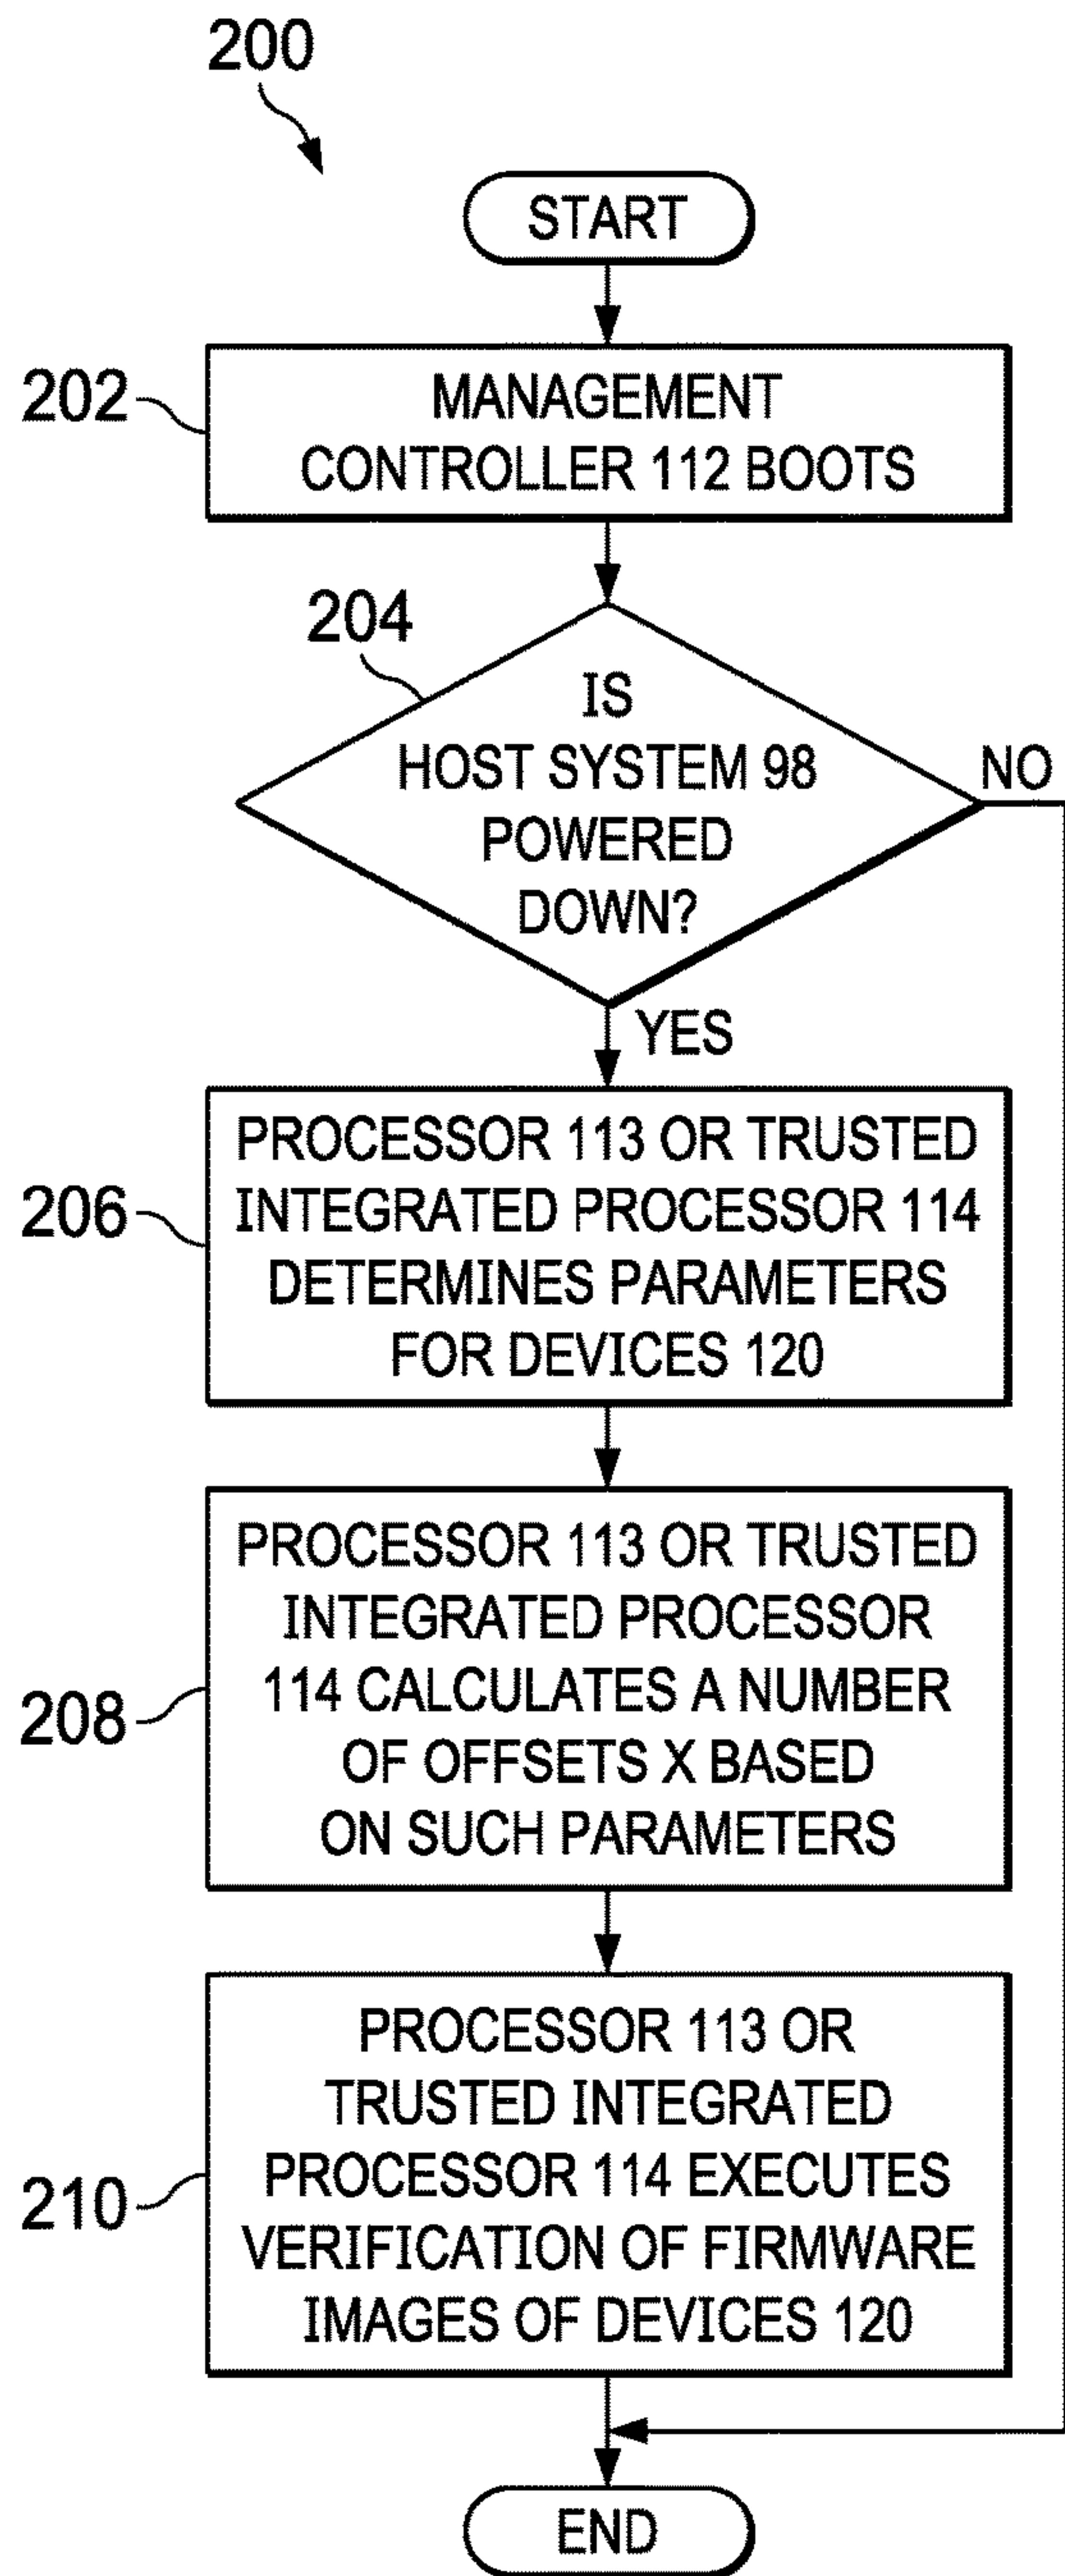 200
START
202
MANAGEMENT
CONTROLLER 112 BOOTS
204
IS
HOST SYSTEM 98
POWERED
DOWN?
NO
YES
206
PROCESSOR 113 OR TRUSTED
INTEGRATED PROCESSOR 114
DETERMINES PARAMETERS
FOR DEVICES 120
208
PROCESSOR 113 OR TRUSTED
INTEGRATED PROCESSOR
114 CALCULATES A NUMBER
OF OFFSETS X BASED
ON SUCH PARAMETERS
210
PROCESSOR 113 OR
TRUSTED INTEGRATED
PROCESSOR 114 EXECUTES
VERIFICATION OF FIRMWARE
IMAGES OF DEVICES 120
END